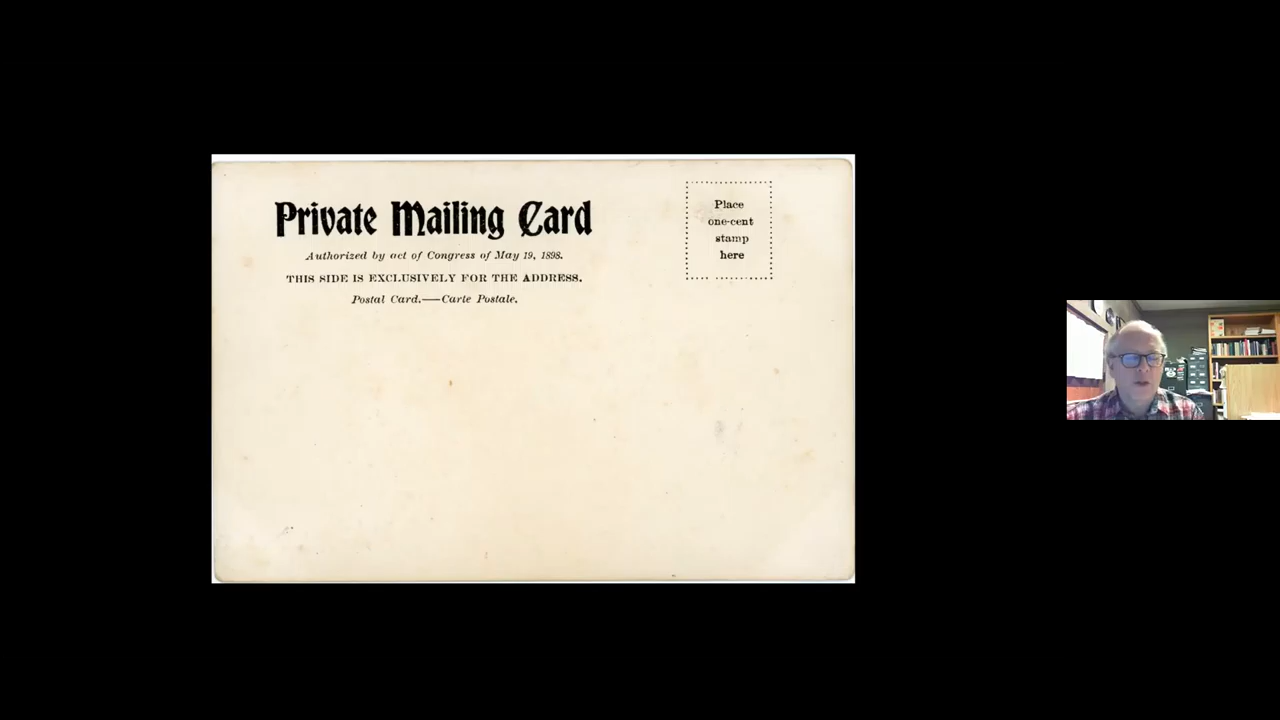 Private Mailing Card
Authorized by act of Congress of May 19, 1898.
THIS SIDE IS EXCLUSIVELY FOR THE ADDRESS.
Postal Card.—Carte Postale.
Place
one-cent
stamp
here